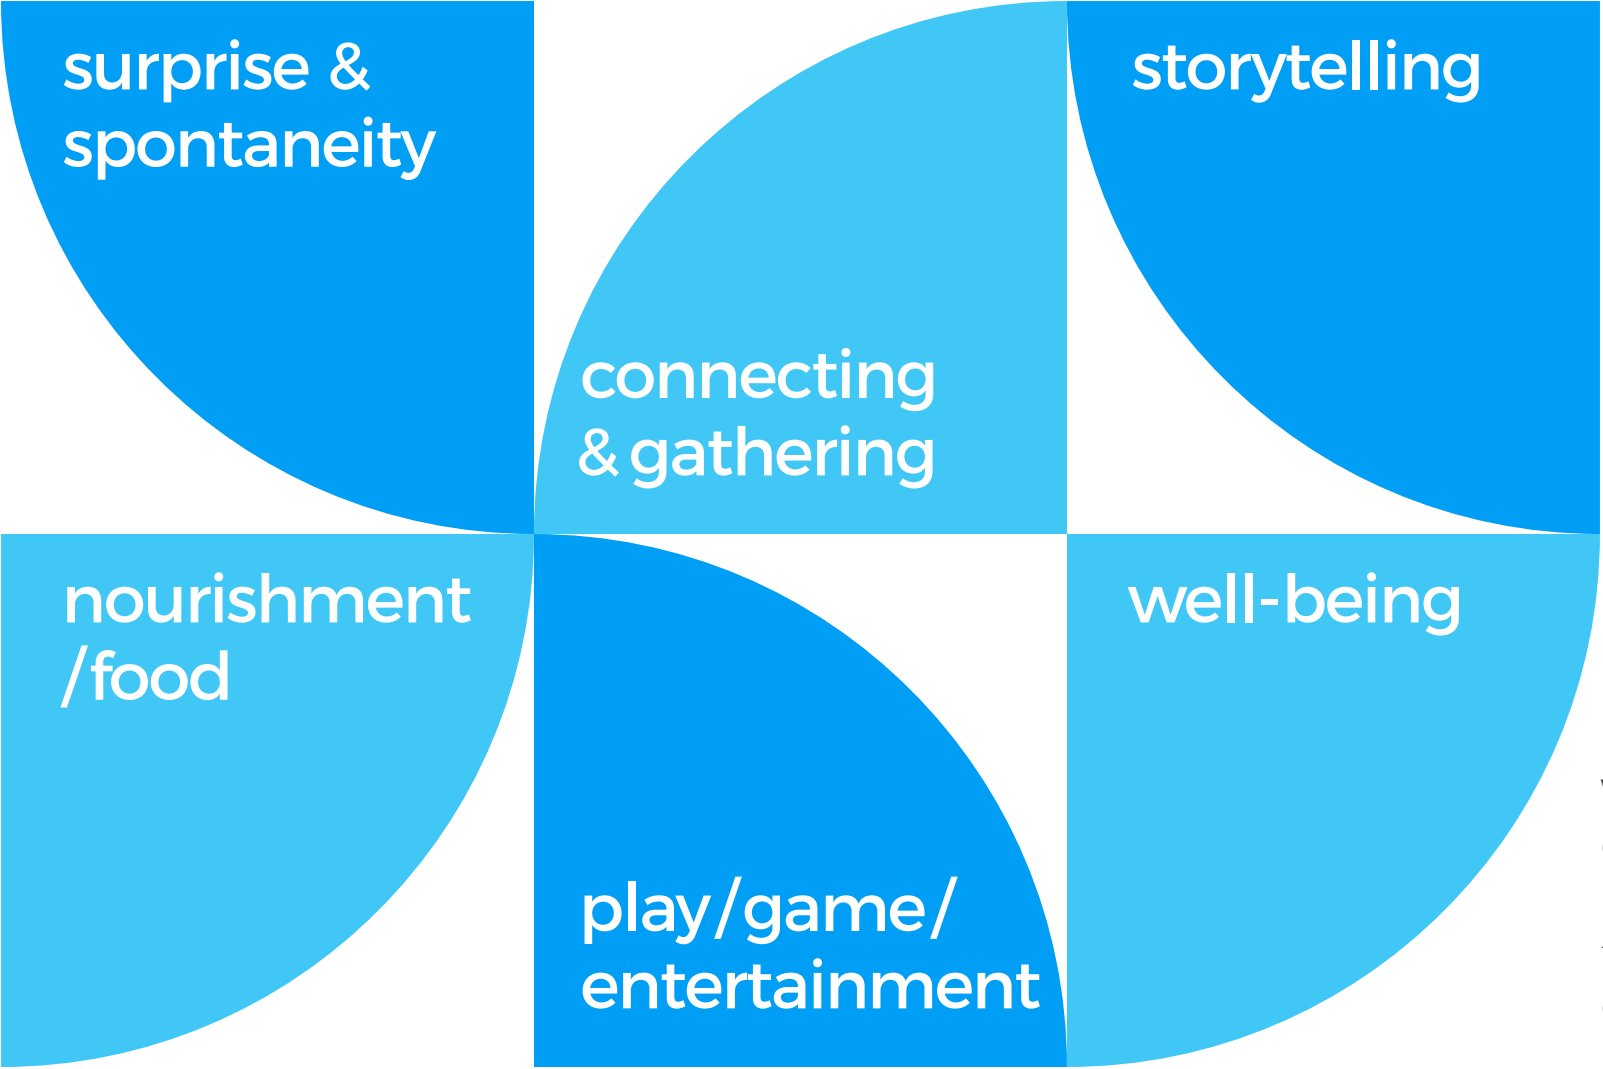 surprise &
spontaneity
connecting
& gathering
storytelling
nourishment
/food
play/game/
entertainment
well-being